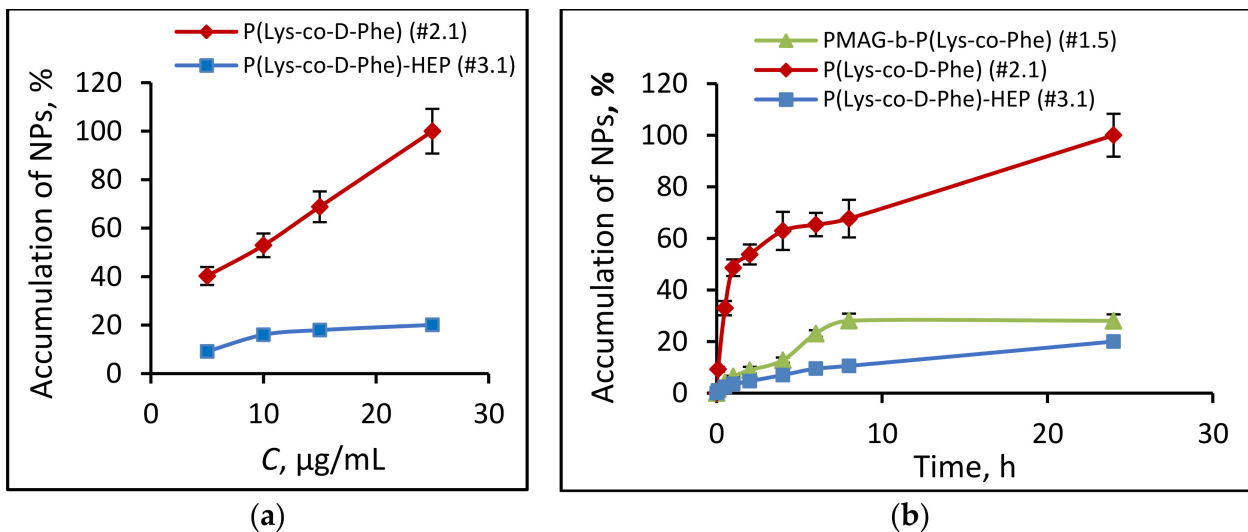 P(Lys-co-D-Phe) (#2.1)
P(Lys-co-D-Phe)-HEP (#3.1)
Accumulation of NPs, %
120
100
80
60
40
20
0
0 10 20 30
C, µg/mL
(a)
PMAG-b-P(Lys-co-Phe) (#1.5)
P(Lys-co-D-Phe) (#2.1)
P(Lys-co-D-Phe)-HEP (#3.1)
Accumulation of NPs, %
120
100
80
60
40
20
0
0 10 20 30
Time, h
(b)